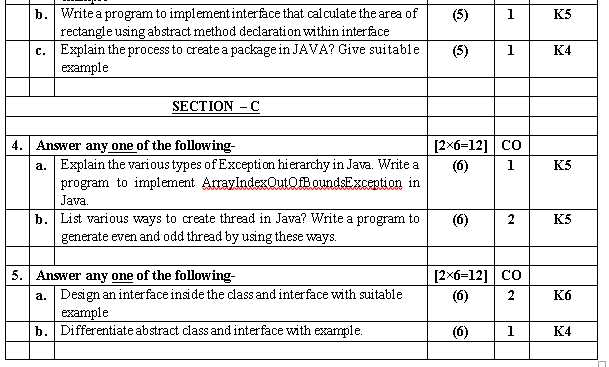 b. Write a program to implement interface that calculate the area of (5) 1 K5
rectangle using abstract method declaration within interface
c. Explain the process to create a package in JAVA? Give suitable (5) 1 K4
example
SECTION – C
4. Answer any one of the following- [2×6=12] CO
a. Explain the various types of Exception hierarchy in Java. Write a (6) 1 K5
program to implement ArrayIndexOutOfBoundsException in
Java.
b. List various ways to create thread in Java? Write a program to (6) 2 K5
generate even and odd thread by using these ways.
5. Answer any one of the following- [2×6=12] CO
a. Design an interface inside the class and interface with suitable (6) 2 K6
example
b. Differentiate abstract class and interface with example. (6) 1 K4